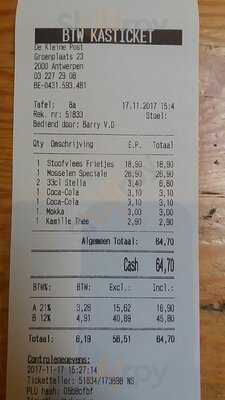 BTW KASTICKET
De Kleine Post
Groenplaats 23
2000 Antwerpen
03 227 29 08
BE-0431.593.481
Tafel: 8a 17.11.2017 15:4
Rek. nr: 51833 Stoel:
Bediend door: Barry V.D
Qty Omschrijving E.P. Totaal
1 Stoofvlees Frietjes 18,90 18,90
1 Mosselen Speciale 26,90 26,90
2 33cl Stella 3,40 6,80
1 Coca-Cola 3,10 3,10
1 Coca-Cola 3,10 3,10
1 Mokka 3,00 3,00
1 Kamille Thee 2,90 2,90
Algemeen Totaal: 64,70
Cash 64,70
BTW%: BTW: Excl.: Incl.:
A 21% 3,28 15,62 18,90
B 12% 4,91 40,89 45,80
Totaal: 8,19 56,51 64,70
Controlegegevens:
2017-11-17 15:27:14
Ticketteller: 51834/173898 NS
PLU hash: 0568cfbf